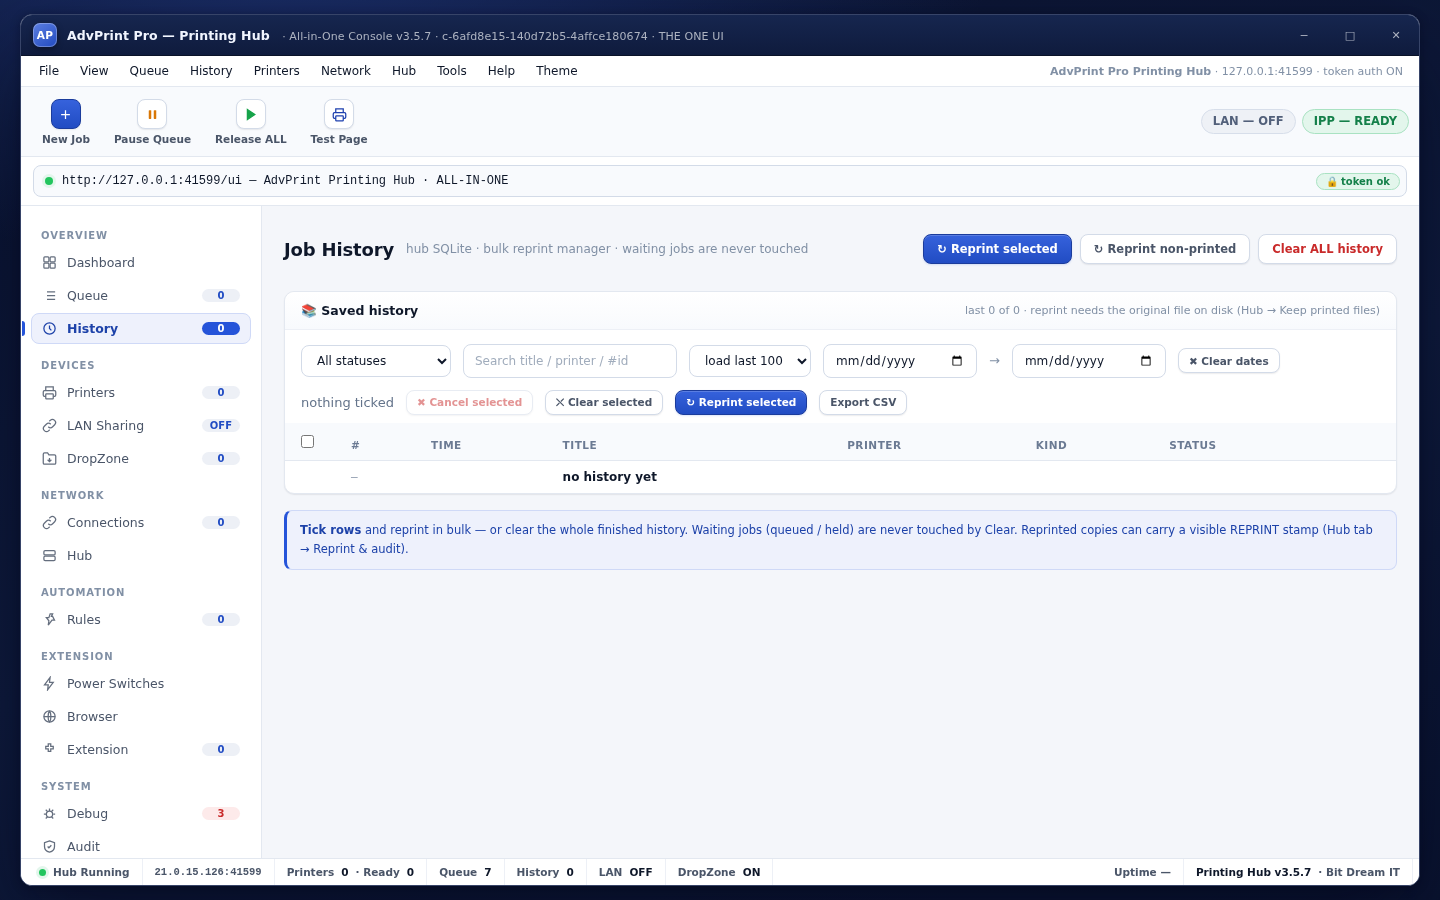 AP AdvPrint Pro — Printing Hub · All-in-One Console v3.5.7 · c-6afd8e15-140d72b5-4affce180674 · THE ONE UI
File View Queue History Printers Network Hub Tools Help Theme AdvPrint Pro Printing Hub · 127.0.0.1:41599 · token auth ON
New Job Pause Queue Release ALL Test Page LAN — OFF IPP — READY
http://127.0.0.1:41599/ui — AdvPrint Printing Hub · ALL-IN-ONE 🔒 token ok
OVERVIEW
Dashboard
Queue 0
History 0
DEVICES
Printers 0
LAN Sharing OFF
DropZone 0
NETWORK
Connections 0
Hub
AUTOMATION
Rules 0
EXTENSION
Power Switches
Browser
Extension 0
SYSTEM
Debug 3
Audit
Job History hub SQLite · bulk reprint manager · waiting jobs are never touched ↻ Reprint selected ↻ Reprint non-printed Clear ALL history
📚 Saved history last 0 of 0 · reprint needs the original file on disk (Hub → Keep printed files)
All statuses Search title / printer / #id load last 100 mm/dd/yyyy → mm/dd/yyyy ✖ Clear dates
nothing ticked ✖ Cancel selected ⛌ Clear selected ↻ Reprint selected Export CSV
# TIME TITLE PRINTER KIND STATUS
— no history yet
Tick rows and reprint in bulk — or clear the whole finished history. Waiting jobs (queued / held) are never touched by Clear. Reprinted copies can carry a visible REPRINT stamp (Hub tab
→ Reprint & audit).
Hub Running 21.0.15.126:41599 Printers 0 · Ready 0 Queue 7 History 0 LAN OFF DropZone ON Uptime — Printing Hub v3.5.7 · Bit Dream IT